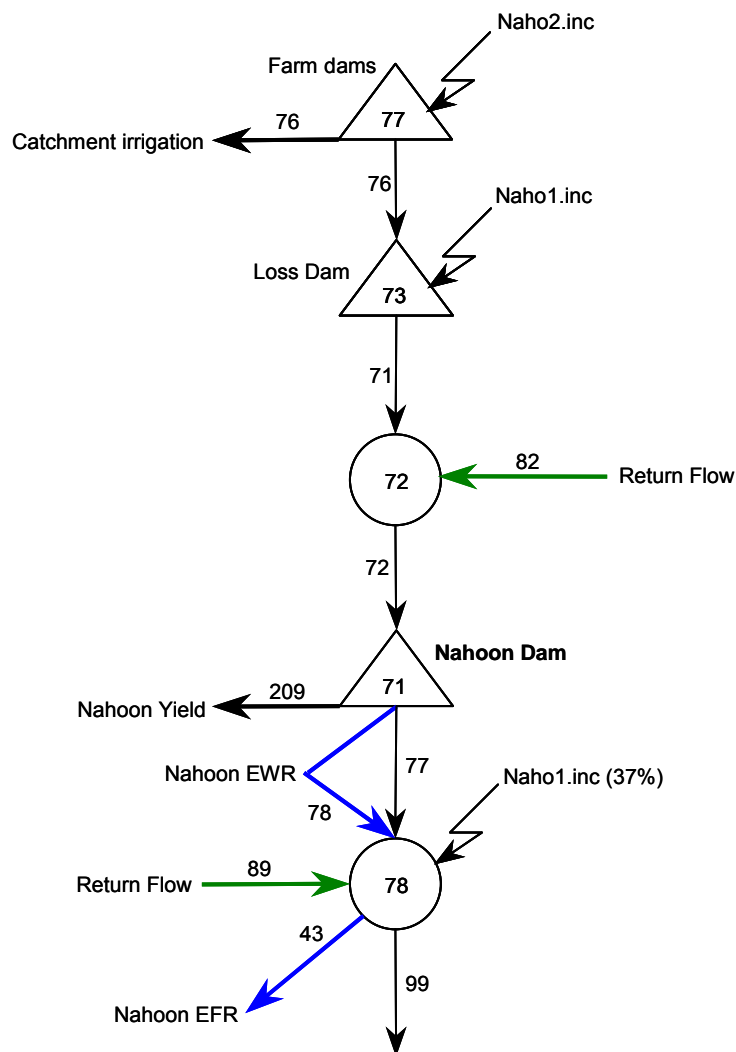 Naho2.inc
Farm dams
77
76
Catchment irrigation
76
Naho1.inc
Loss Dam
73
71
72
82
Return Flow
72
Nahoon Dam
71
209
Nahoon Yield
77
Nahoon EWR
Naho1.inc (37%)
78
89
Return Flow
78
43
99
Nahoon EFR